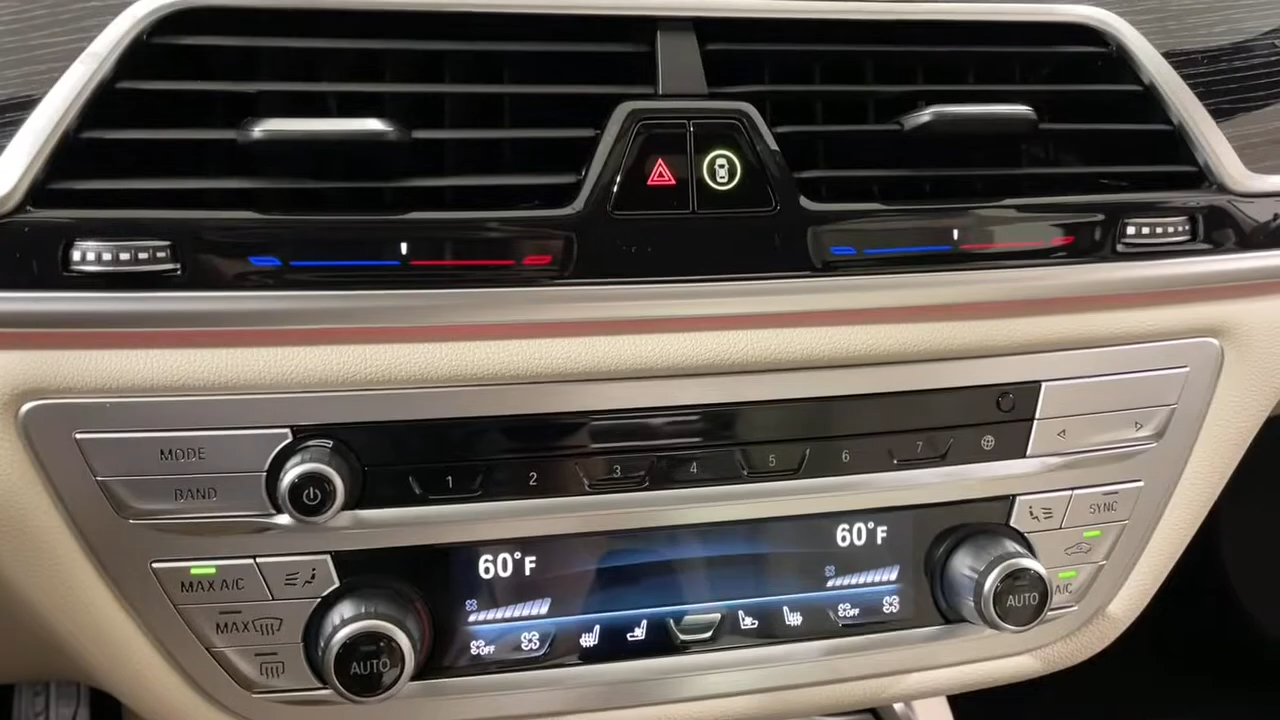 MODE
BAND
1 2 3 4 5 6 7
SYNC
60°F
60°F
MAX A/C
MAX
OFF
OFF
A/C
AUTO
AUTO